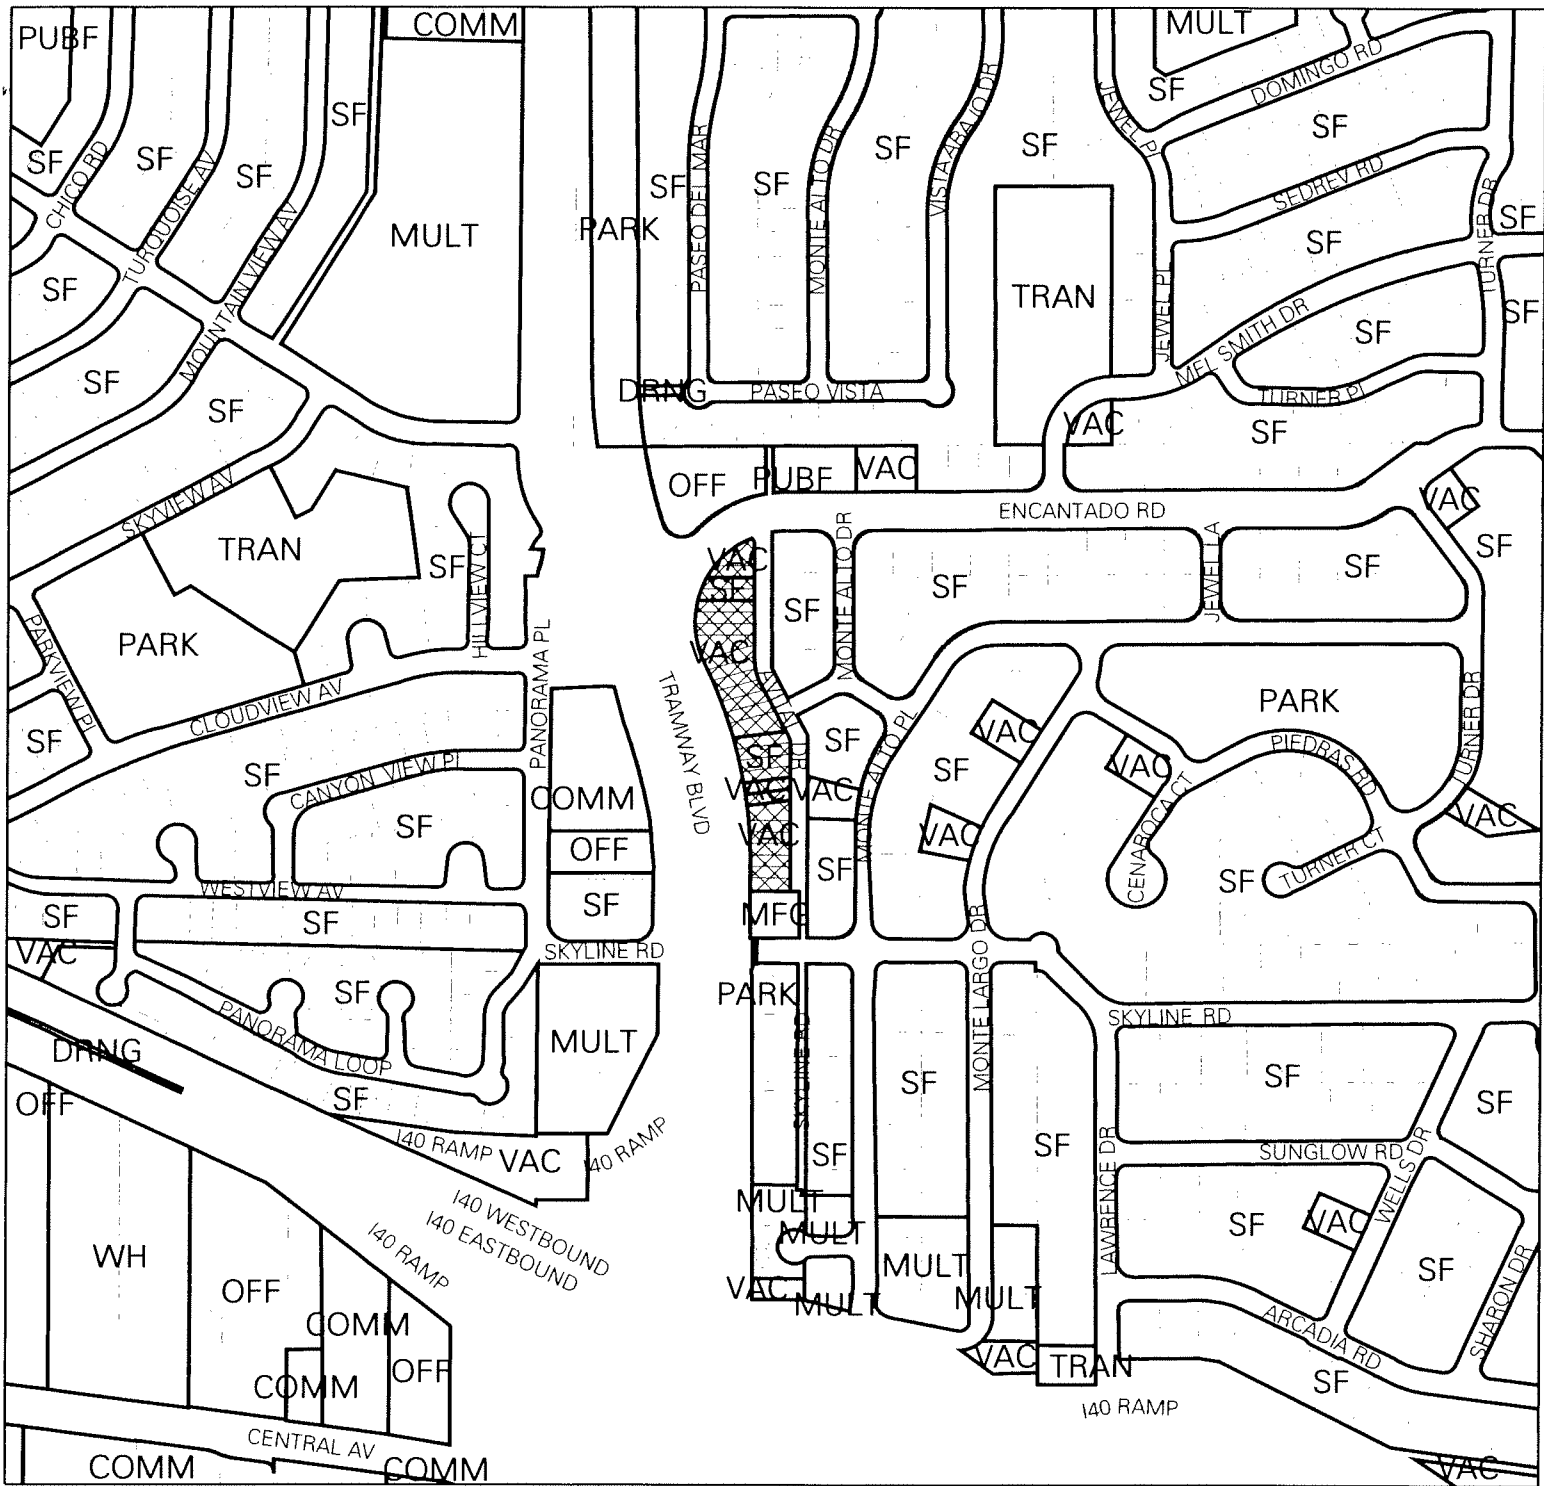 COMM
MULT
PUBF
DOMINGO RD
SF
SF
JEWEL PL
SF
SF
SF
SF
CHICO RD
SF
TURQUOISE AV
SF
MOUNTAIN VIEW AV
MULT
PARK
SF
PASEO DEL MAR
SF
MONTE ALTO DR
SF
VISTA ARAJO DR
SF
SEDREV RD
SF
TURNER DR
SF
SF
TRAN
JEWEL PL
MEL SMITH DR
SF
SF
SF
SF
DRNG
PASEO VISTA
TURNER PL
VAC
SF
OFF
PUBF
VAC
VAC
SKYVIEW AV
ENCANTADO RD
TRAN
SF
HILLVIEW CT
VAC
SF
SF
MONTE ALTO DR
SF
JEWELLA
SF
SF
PARKVIEW PL
PARK
PANORAMA PL
VAC
CLOUDVIEW AV
TRAMWAY BLVD
PARK
TURNER DR
SF
SF
MONTE ALTO PL
VAC
PIEDRAS RD
SF
CANYON VIEW PL
SF
SF
VAC
COMM
VAC
VAC
VAC
SF
VAC
VAC
OFF
SF
CENAROCA CT
SF
TURNER CT
WESTVIEW AV
SF
SF
SF
MFG
VAC
SKYLINE RD
MONTE LARGO DR
SF
PARK
PANORAMA LOOP
SKYLINE RD
SKYLINE RD
DRNG
MULT
SF
SF
SF
OFF
SF
I40 RAMP
VAC
I40 RAMP
SF
SF
LAWRENCE DR
SUNGLOW RD
WELLS DR
I40 WESTBOUND
I40 EASTBOUND
MULT
MULT
SF
VAC
WH
OFF
I40 RAMP
MULT
MULT
VAC
MULT
SF
SHARON DR
COMM
ARCADIA RD
COMM
OFF
VAC
TRAN
SF
I40 RAMP
CENTRAL AV
COMM
COMM
VAC